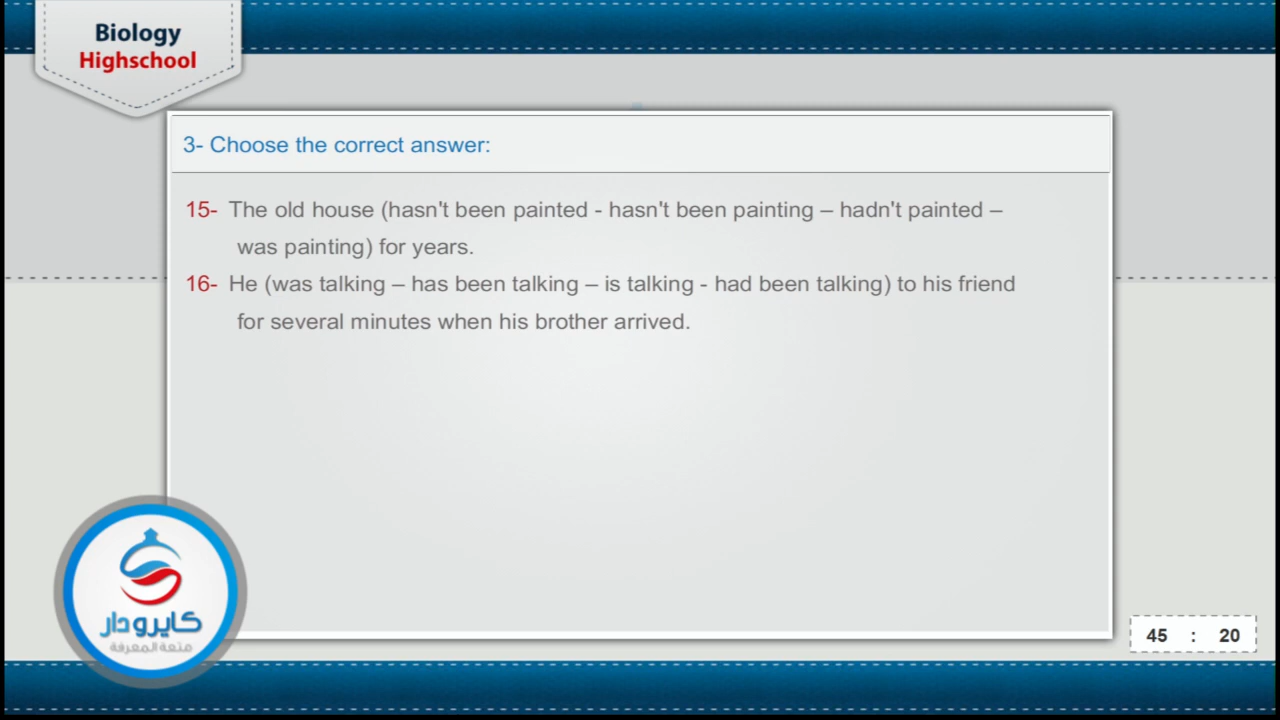 Biology
Highschool
3- Choose the correct answer:
15- The old house (hasn't been painted - hasn't been painting – hadn't painted –
was painting) for years.
16- He (was talking – has been talking – is talking - had been talking) to his friend
for several minutes when his brother arrived.
كايرودار
متعة المعرفة
45 : 20